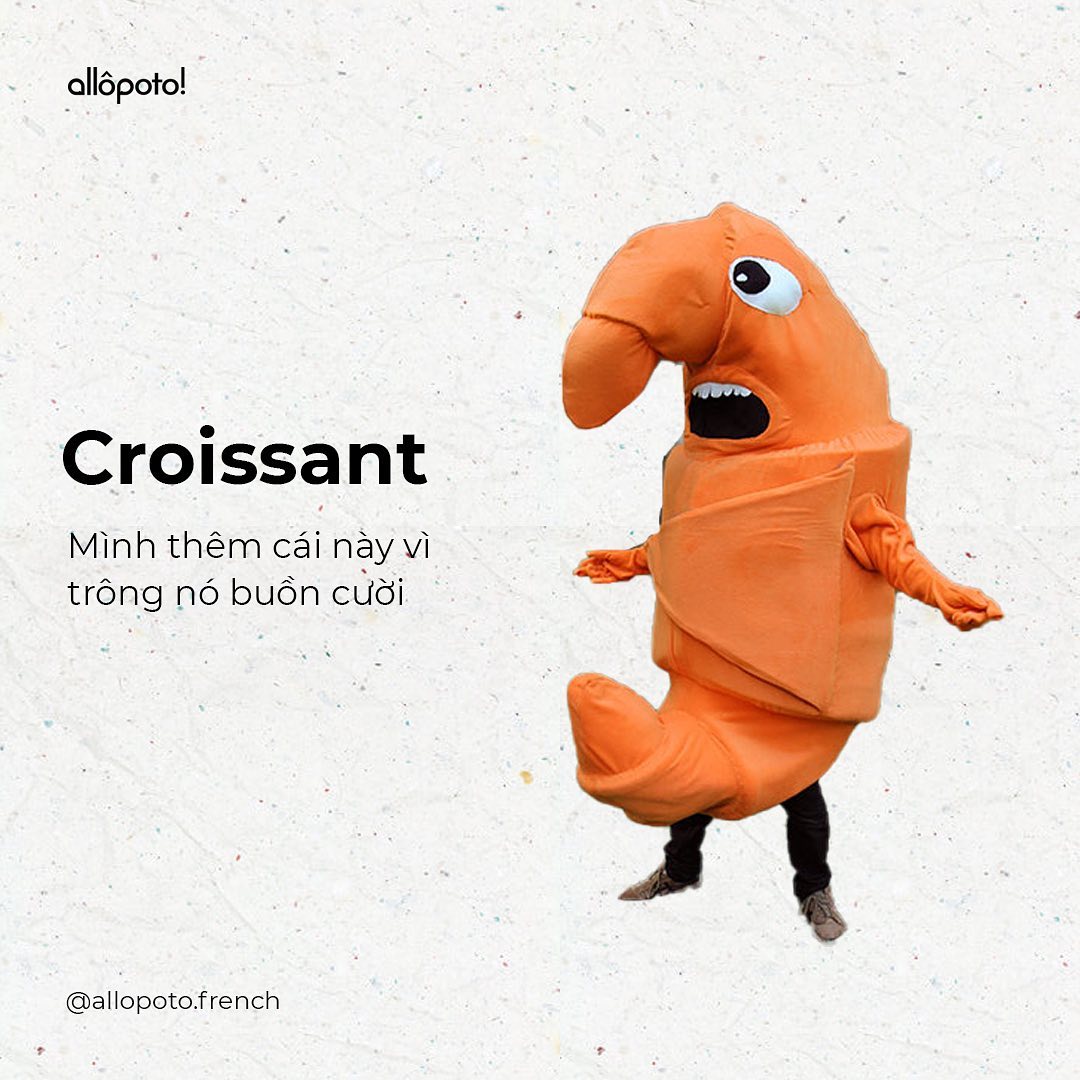 allôpoto!
Croissant
Mình thêm cái này vì
trông nó buồn cười
@allopoto.french